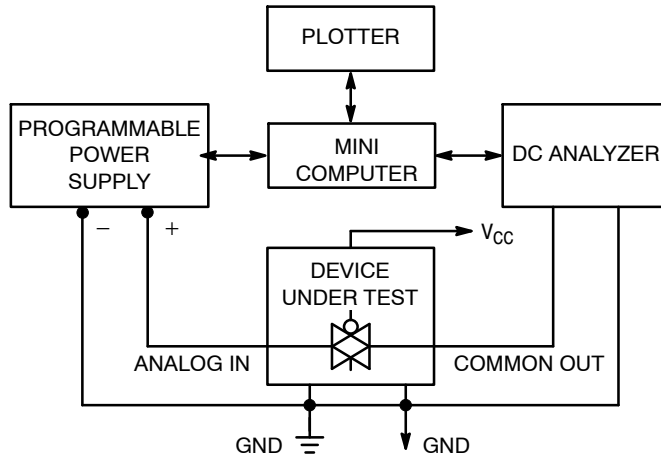 PLOTTER
PROGRAMMABLE
POWER
SUPPLY
MINI
COMPUTER
DC ANALYZER
− +
VCC
DEVICE
UNDER TEST
ANALOG IN
COMMON OUT
GND
GND